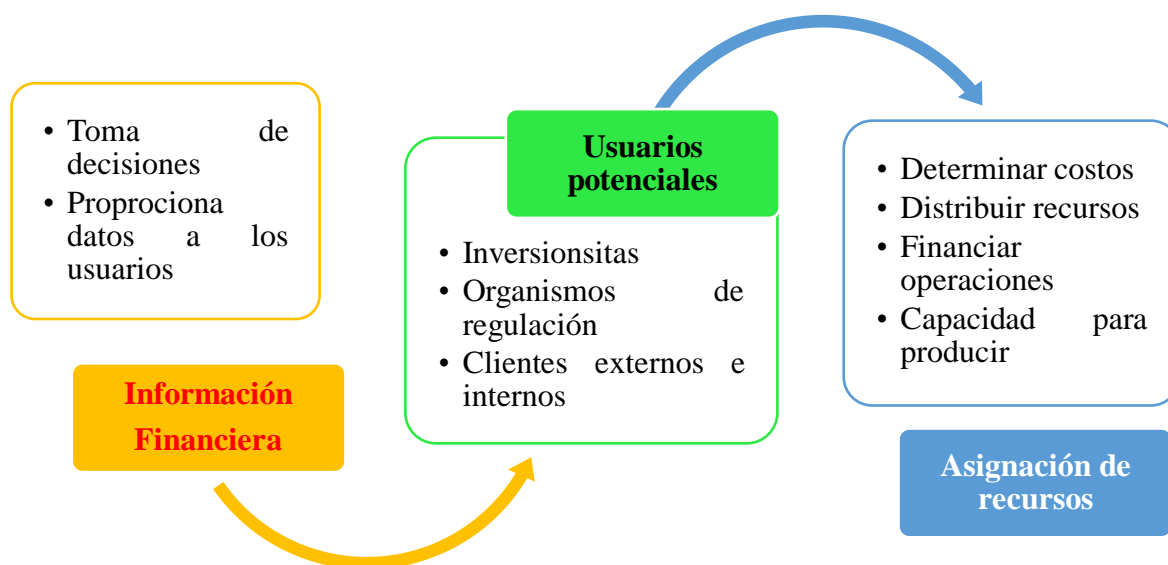 • Toma de
decisiones
• Proprociona
datos a los
usuarios
Información
Financiera
Usuarios
potenciales
• Inversionsitas
• Organismos de
regulación
• Clientes externos e
internos
• Determinar costos
• Distribuir recursos
• Financiar
operaciones
• Capacidad para
producir
Asignación de
recursos